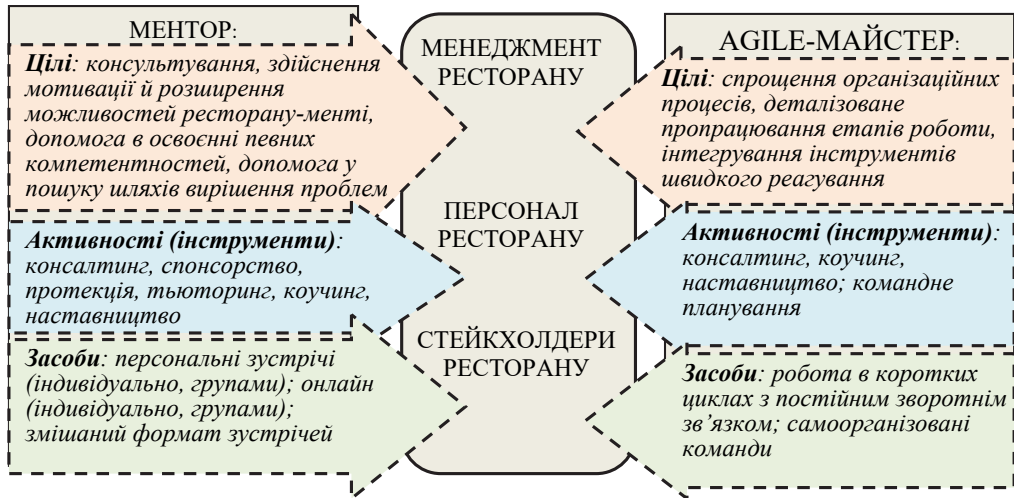 МЕНТОР:
Цілі: консультування, здійснення
мотивації й розширення
можливостей ресторану-менті,
допомога в освоєнні певних
компетентностей, допомога у
пошуку шляхів вирішення проблем
Активності (інструменти):
консалтинг, спонсорство,
протекція, тьюторинг, коучинг,
наставництво
Засоби: персональні зустрічі
(індивідуально, групами); онлайн
(індивідуально, групами);
змішаний формат зустрічей
МЕНЕДЖМЕНТ
РЕСТОРАНУ
ПЕРСОНАЛ
РЕСТОРАНУ
СТЕЙКХОЛДЕРИ
РЕСТОРАНУ
AGILE-МАЙСТЕР:
Цілі: спрощення організаційних
процесів, деталізоване
пропрацювання етапів роботи,
інтегрування інструментів
швидкого реагування
Активності (інструменти):
консалтинг, коучинг,
наставництво; командне
планування
Засоби: робота в коротких
циклах з постійним зворотнім
зв’язком; самоорганізовані
команди